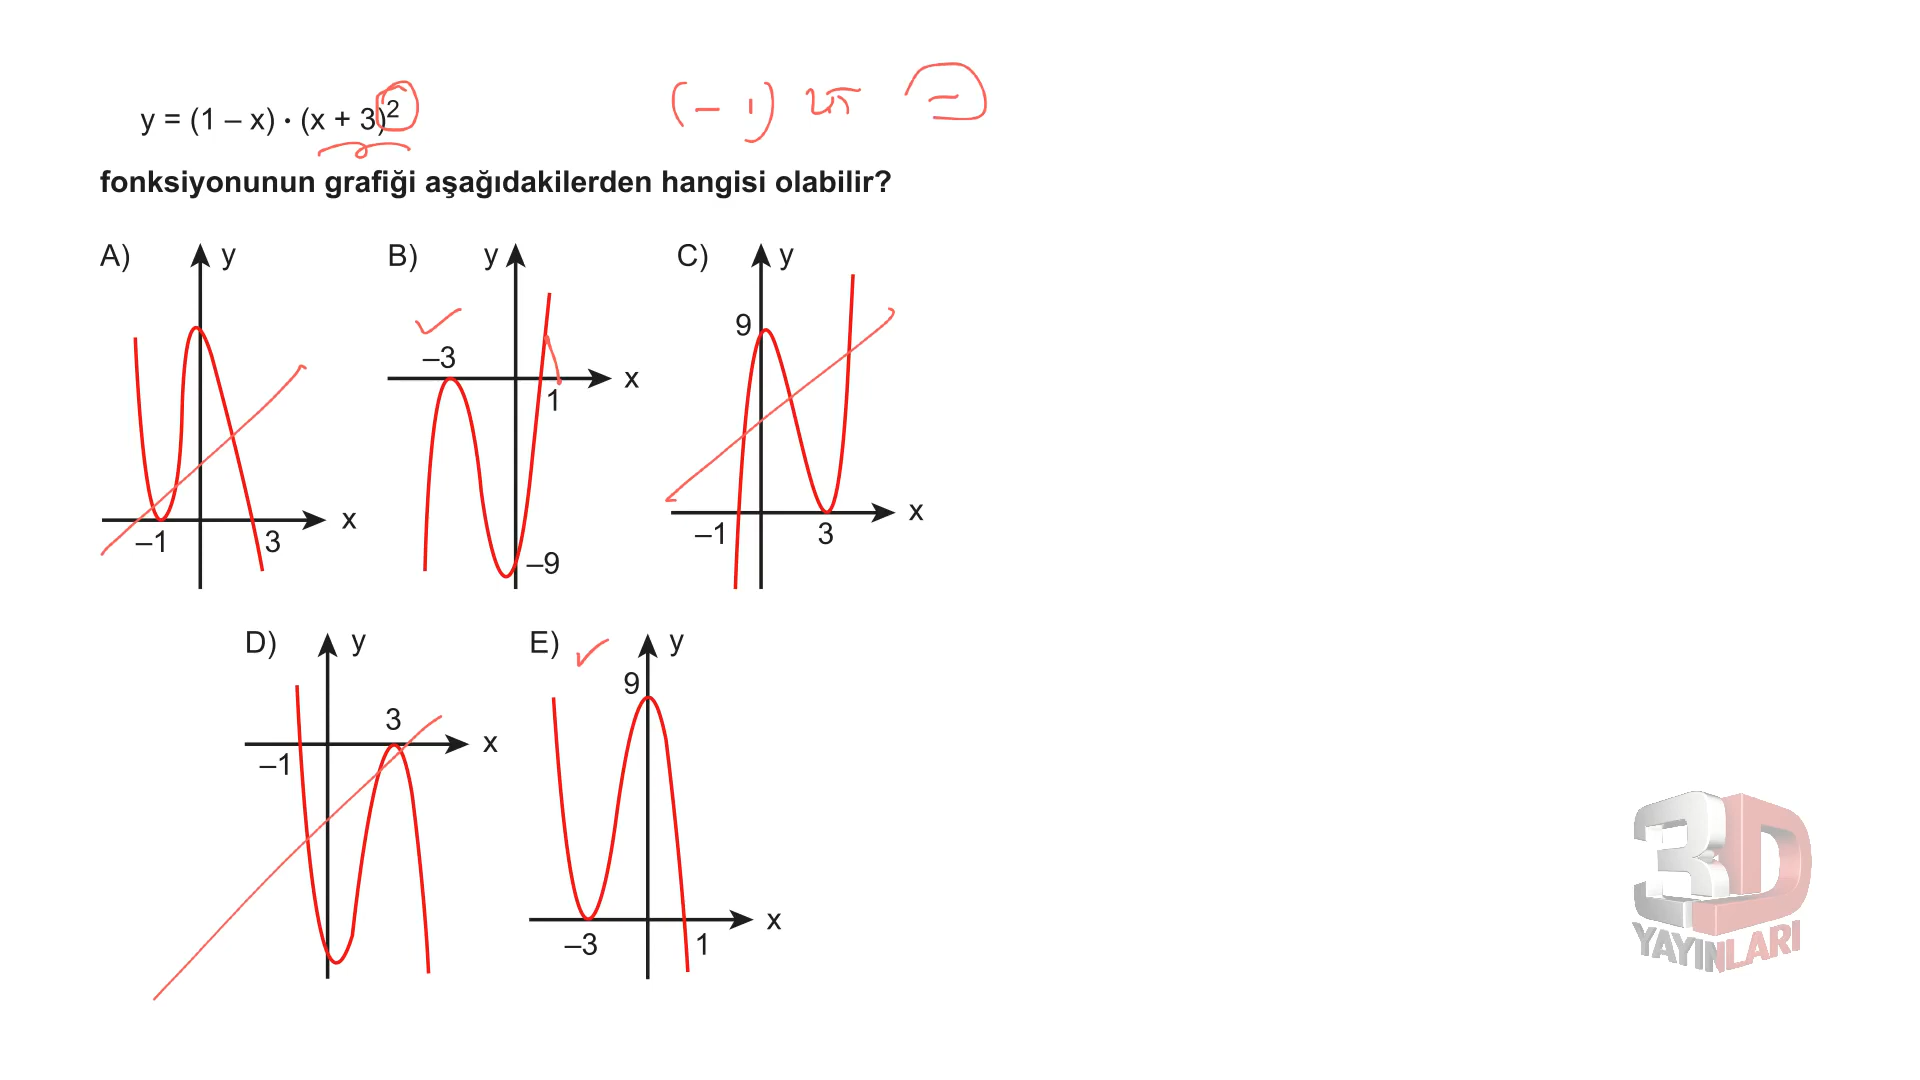 y = (1 – x) · (x + 3)²
fonksiyonunun grafiği aşağıdakilerden hangisi olabilir?
A) y x –1 3
B) y x –3 1 –9
C) y x 9 –1 3
D) y x 3 –1
E) y x 9 –3 1
3D
YAYINLARI